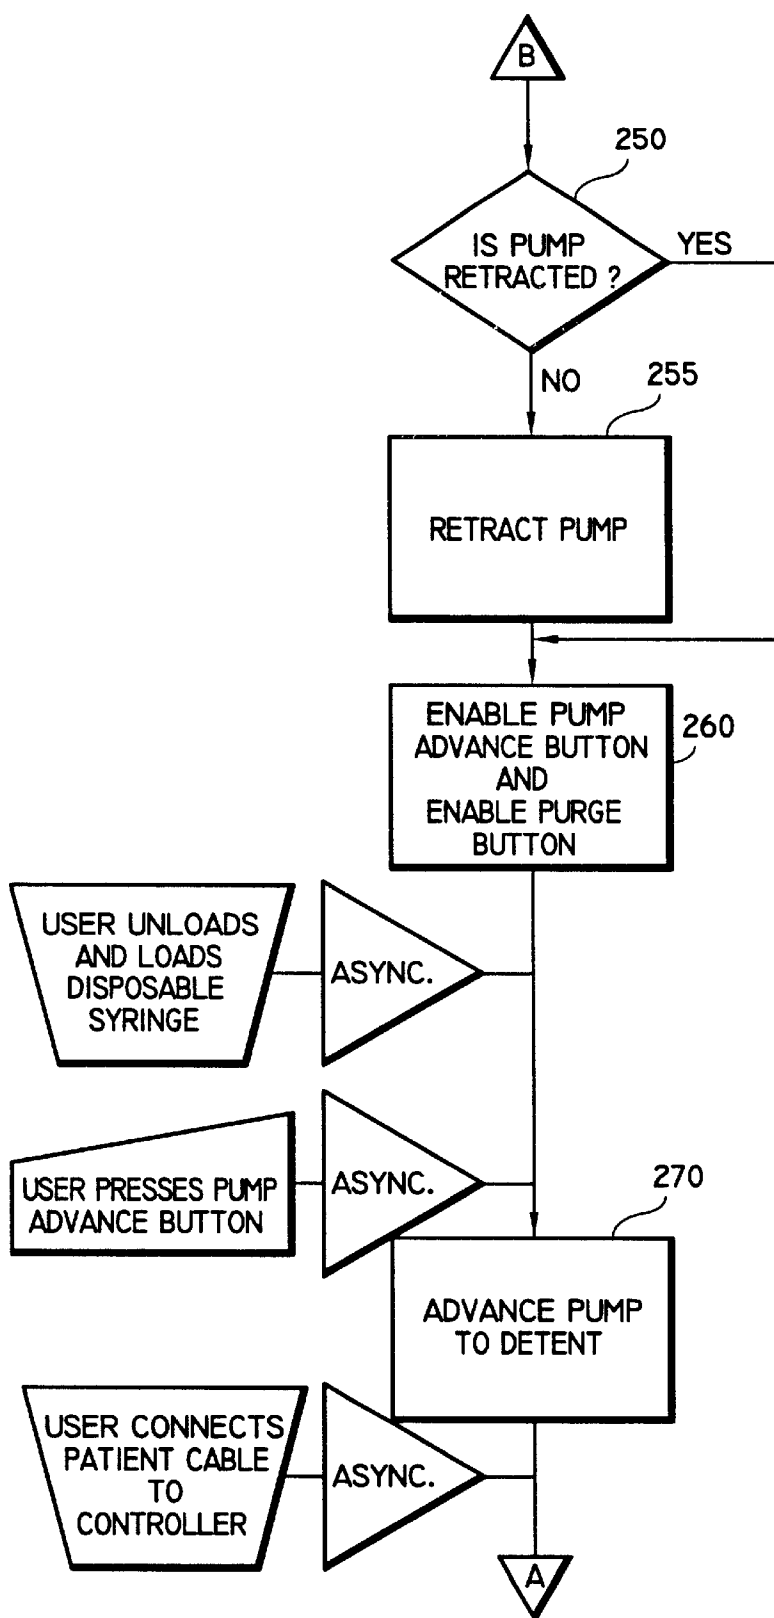 B
250
IS PUMP
RETRACTED ?
YES
NO
255
RETRACT PUMP
ENABLE PUMP
ADVANCE BUTTON
AND
ENABLE PURGE
BUTTON
260
USER UNLOADS
AND LOADS
DISPOSABLE
SYRINGE
ASYNC.
USER PRESSES PUMP
ADVANCE BUTTON
ASYNC.
270
ADVANCE PUMP
TO DETENT
USER CONNECTS
PATIENT CABLE
TO
CONTROLLER
ASYNC.
A